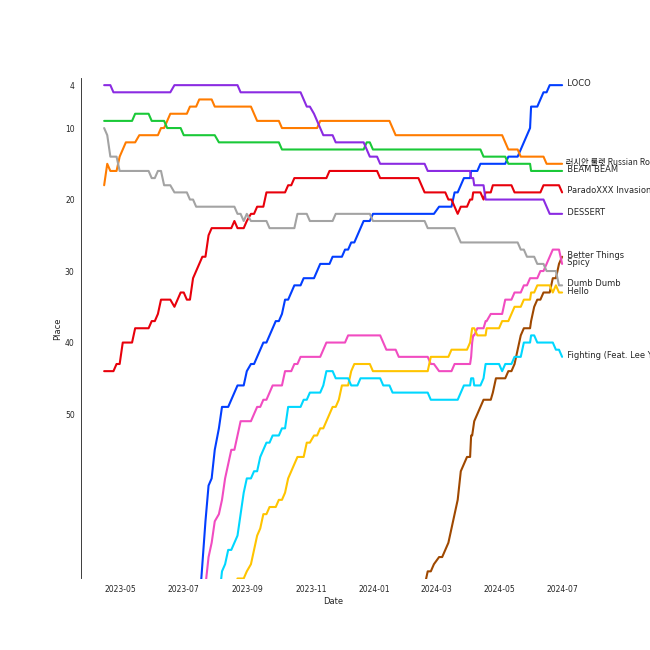 4
10
20
30
40
50
Place
LOCO
러시안 룰렛 Russian Ro
BEAM BEAM
ParadoXXX Invasion
DESSERT
Better Things
Spicy
Dumb Dumb
Hello
Fighting (Feat. Lee Y
2023-05 2023-07 2023-09 2023-11 2024-01 2024-03 2024-05 2024-07
Date